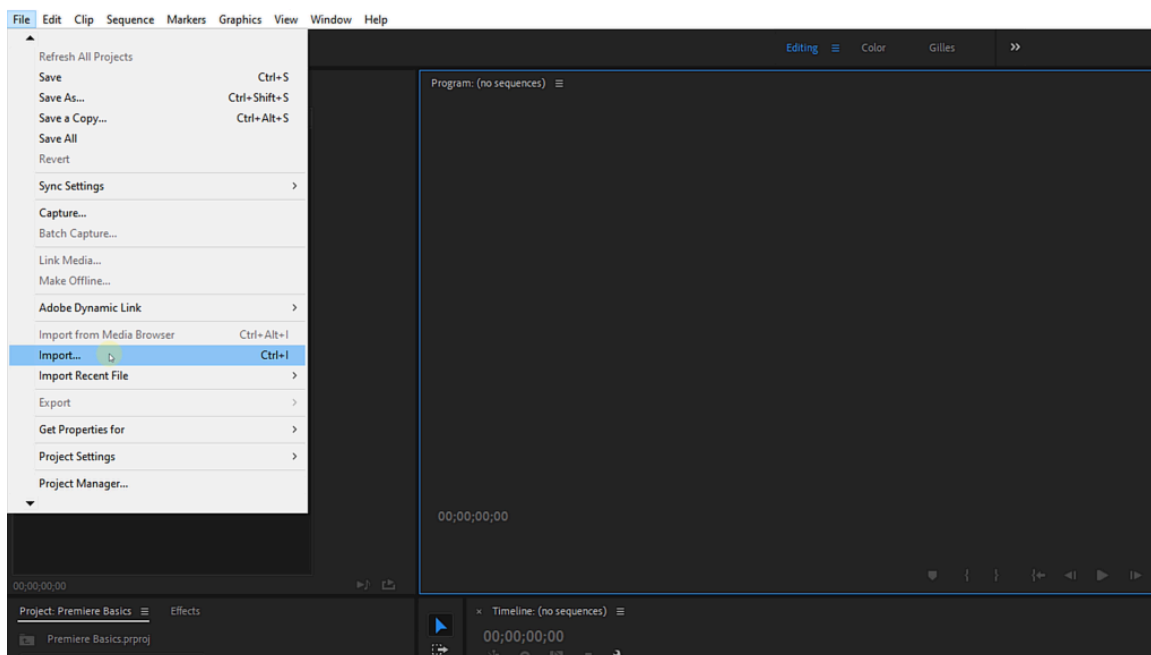 File Edit Clip Sequence Markers Graphics View Window Help
Refresh All Projects
Save Ctrl+S
Save As... Ctrl+Shift+S
Save a Copy... Ctrl+Alt+S
Save All
Revert
Sync Settings
Capture...
Batch Capture...
Link Media...
Make Offline...
Adobe Dynamic Link
Import from Media Browser Ctrl+Alt+I
Import... Ctrl+I
Import Recent File
Export
Get Properties for
Project Settings
Project Manager...
Editing Color Gilles
Program: (no sequences)
00;00;00;00
00;00;00;00
Project: Premiere Basics Effects
Premiere Basics.prproj
Timeline: (no sequences)
00;00;00;00